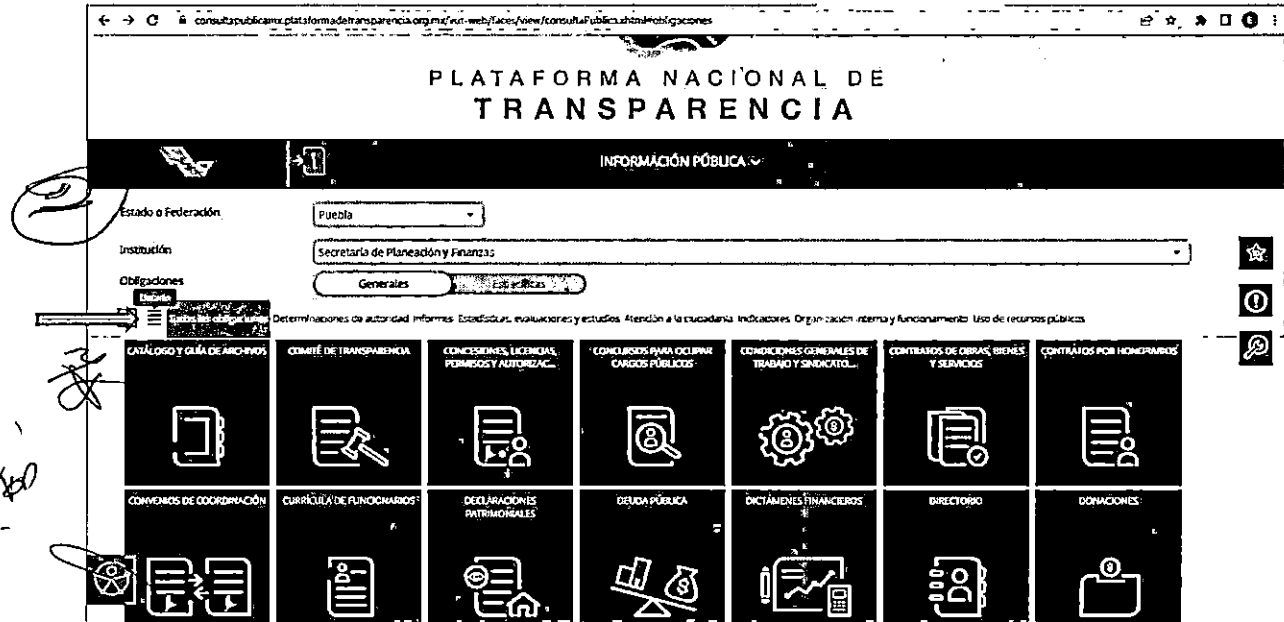 consultapublicamx.plataformadetransparencia.org.mx/vut-web/faces/view/consultaPublica.xhtml#obligaciones
PLATAFORMA NACIONAL DE
TRANSPARENCIA
INFORMACIÓN PÚBLICA
Estado o Federación
Puebla
Institución
Secretaría de Planeación y Finanzas
Obligaciones
Generales
Específicas
Determinaciones de autoridad Informes Estadísticas, evaluaciones y estudios Atención a la ciudadanía Indicadores Organización interna y funcionamiento Uso de recursos públicos
CATÁLOGO Y GUÍA DE ARCHIVOS
COMITÉ DE TRANSPARENCIA
CONCESIONES, LICENCIAS,
PERMISOS Y AUTORIZAC...
CONCURSOS PARA OCUPAR
CARGOS PÚBLICOS
CONDICIONES GENERALES DE
TRABAJO Y SINDICATO...
CONTRATOS DE OBRAS, BIENES
Y SERVICIOS
CONTRATOS POR HONORARIOS
CONVENIOS DE COORDINACIÓN
CURRÍCULA DE FUNCIONARIOS
DECLARACIONES
PATRIMONIALES
DEUDA PÚBLICA
DICTÁMENES FINANCIEROS
DIRECTORIO
DONACIONES